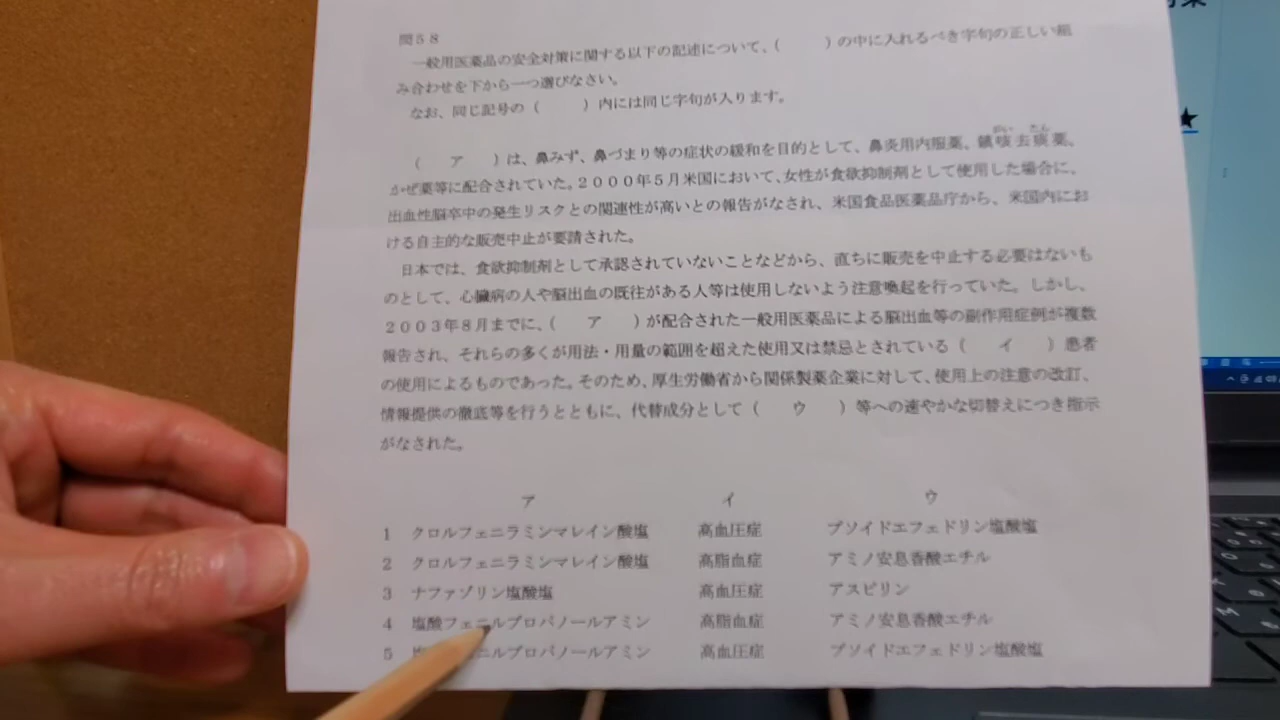 問58
一般用医薬品の安全対策に関する以下の記述について、(　　)の中に入れるべき字句の正しい組
み合わせを下から一つ選びなさい。
なお、同じ記号の(　　)内には同じ字句が入ります。
(　ア　)は、鼻みず、鼻づまり等の症状の緩和を目的として、鼻炎用内服薬、鎮咳去痰薬、
がい たん
かぜ薬等に配合されていた。2000年5月米国において、女性が食欲抑制剤として使用した場合に、
出血性脳卒中の発生リスクとの関連性が高いとの報告がなされ、米国食品医薬品庁から、米国内にお
ける自主的な販売中止が要請された。
日本では、食欲抑制剤として承認されていないことなどから、直ちに販売を中止する必要はないも
のとして、心臓病の人や脳出血の既往がある人等は使用しないよう注意喚起を行っていた。しかし、
2003年8月までに、(　ア　)が配合された一般用医薬品による脳出血等の副作用症例が複数
報告され、それらの多くが用法・用量の範囲を超えた使用又は禁忌とされている(　イ　)患者
の使用によるものであった。そのため、厚生労働省から関係製薬企業に対して、使用上の注意の改訂、
情報提供の徹底等を行うとともに、代替成分として(　ウ　)等への速やかな切替えにつき指示
がなされた。
ア　イ　ウ
1 クロルフェニラミンマレイン酸塩　高血圧症　プソイドエフェドリン塩酸塩
2 クロルフェニラミンマレイン酸塩　高脂血症　アミノ安息香酸エチル
3 ナファゾリン塩酸塩　高血圧症　アスピリン
4 塩酸フェニルプロパノールアミン　高脂血症　アミノ安息香酸エチル
5 ニルプロパノールアミン　高血圧症　プソイドエフェドリン塩酸塩